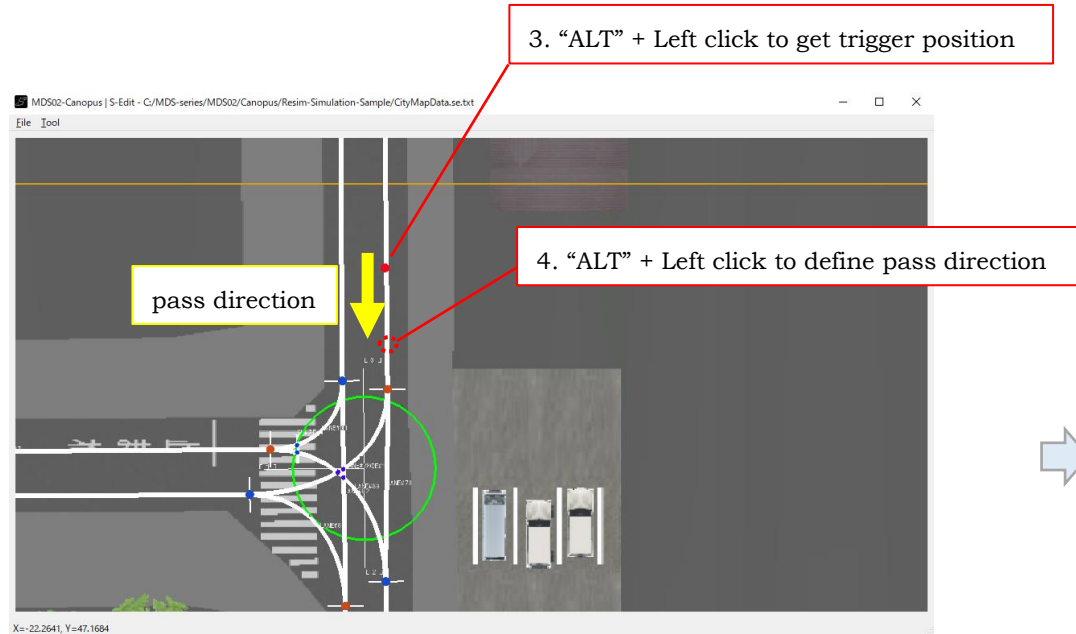 3. “ALT” + Left click to get trigger position
MDS02-Canopus | S-Edit - C:/MDS-series/MDS02/Canopus/Resim-Simulation-Sample/CityMapData.se.txt
File Tool
4. “ALT” + Left click to define pass direction
pass direction
X=-22.2641, Y=47.1684